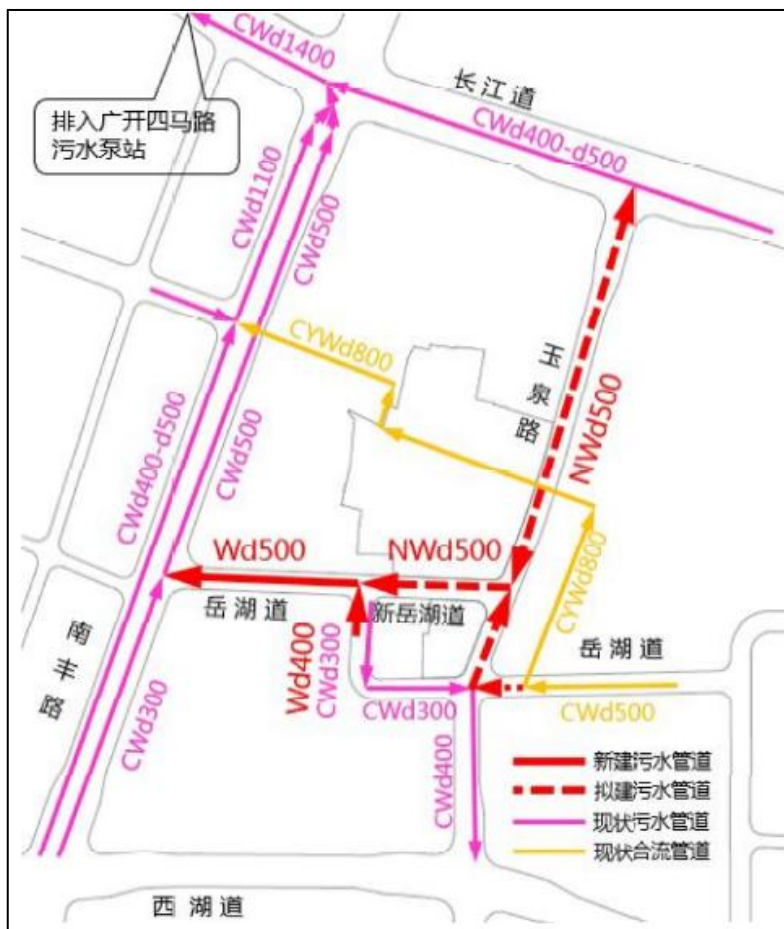 CWd1400
长江道
排入广开四马路
污水泵站
CWd400-d500
CWd1100
CWd500
CYWd800
玉泉路
NWd500
CWd400-d500
CWd500
Wd500
NWd500
CYWd800
岳湖道
新岳湖道
岳湖道
南丰路
Wd400
CWd300
CWd300
CWd300
CWd500
CWd400
新建污水管道
拟建污水管道
现状污水管道
现状合流管道
西湖道